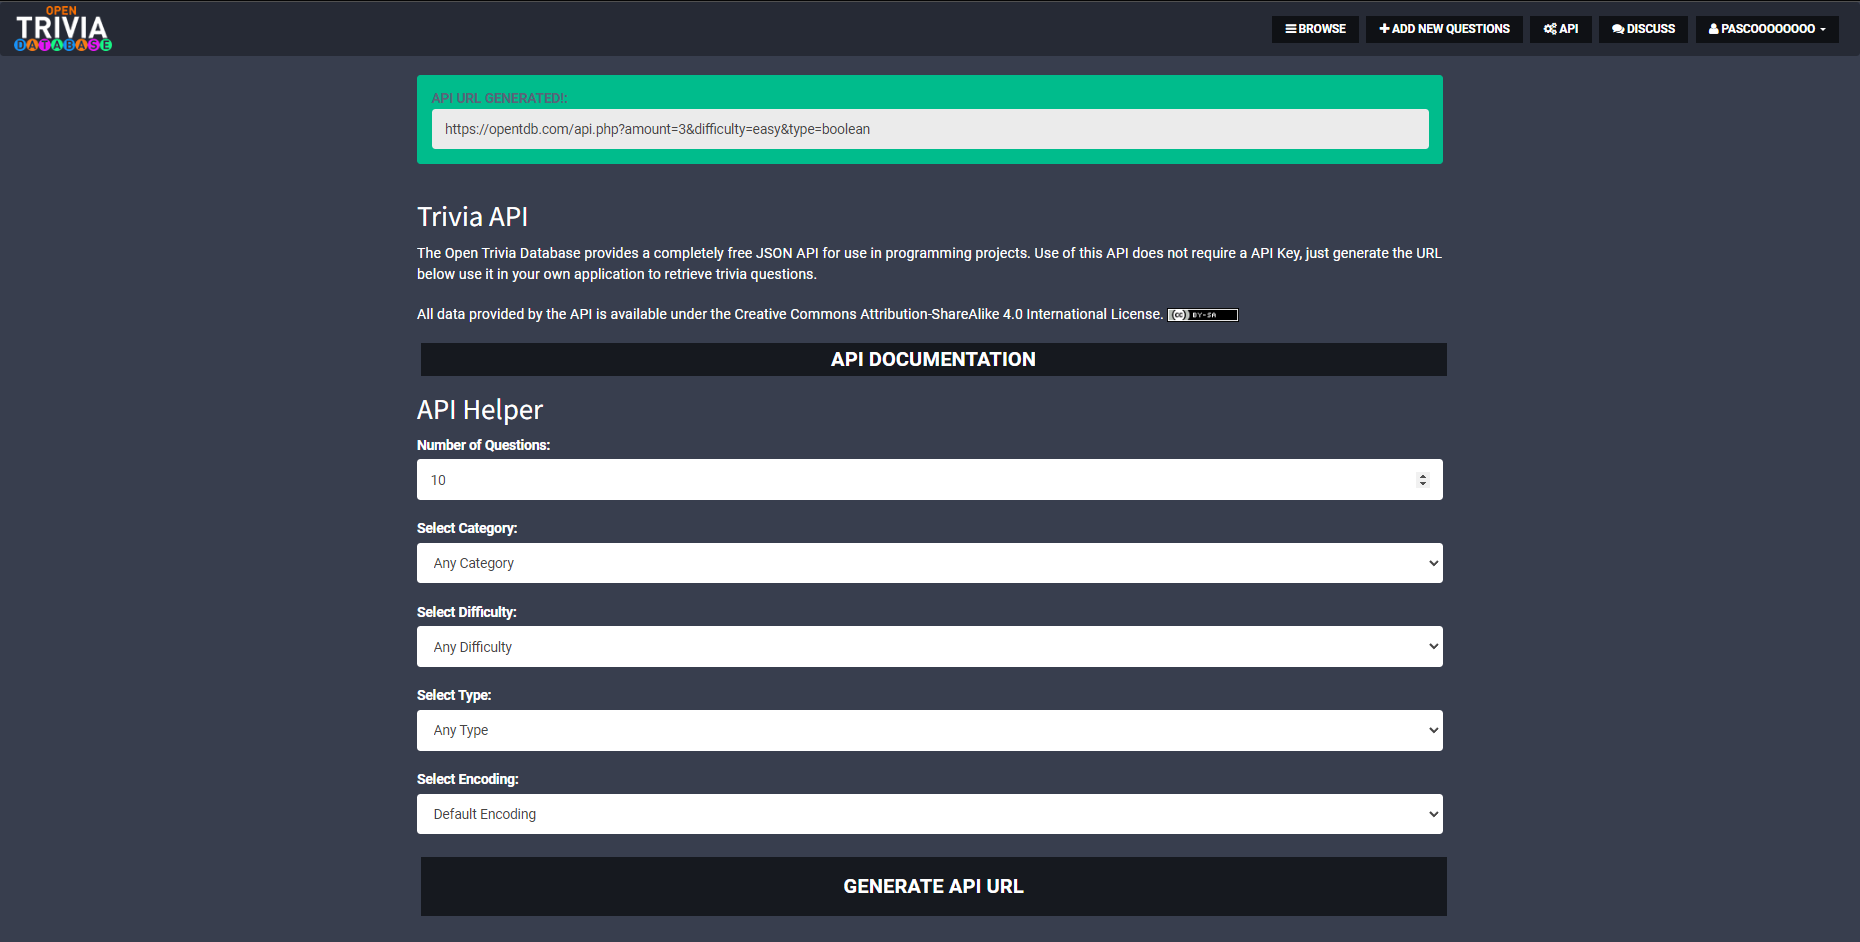 OPEN
TRIVIA
DATABASE
BROWSE
ADD NEW QUESTIONS
API
DISCUSS
PASCOOOOOOOO
API URL GENERATED!:
https://opentdb.com/api.php?amount=3&difficulty=easy&type=boolean
Trivia API
The Open Trivia Database provides a completely free JSON API for use in programming projects. Use of this API does not require a API Key, just generate the URL
below use it in your own application to retrieve trivia questions.
All data provided by the API is available under the Creative Commons Attribution-ShareAlike 4.0 International License. cc BY-SA
API DOCUMENTATION
API Helper
Number of Questions:
10
Select Category:
Any Category
Select Difficulty:
Any Difficulty
Select Type:
Any Type
Select Encoding:
Default Encoding
GENERATE API URL